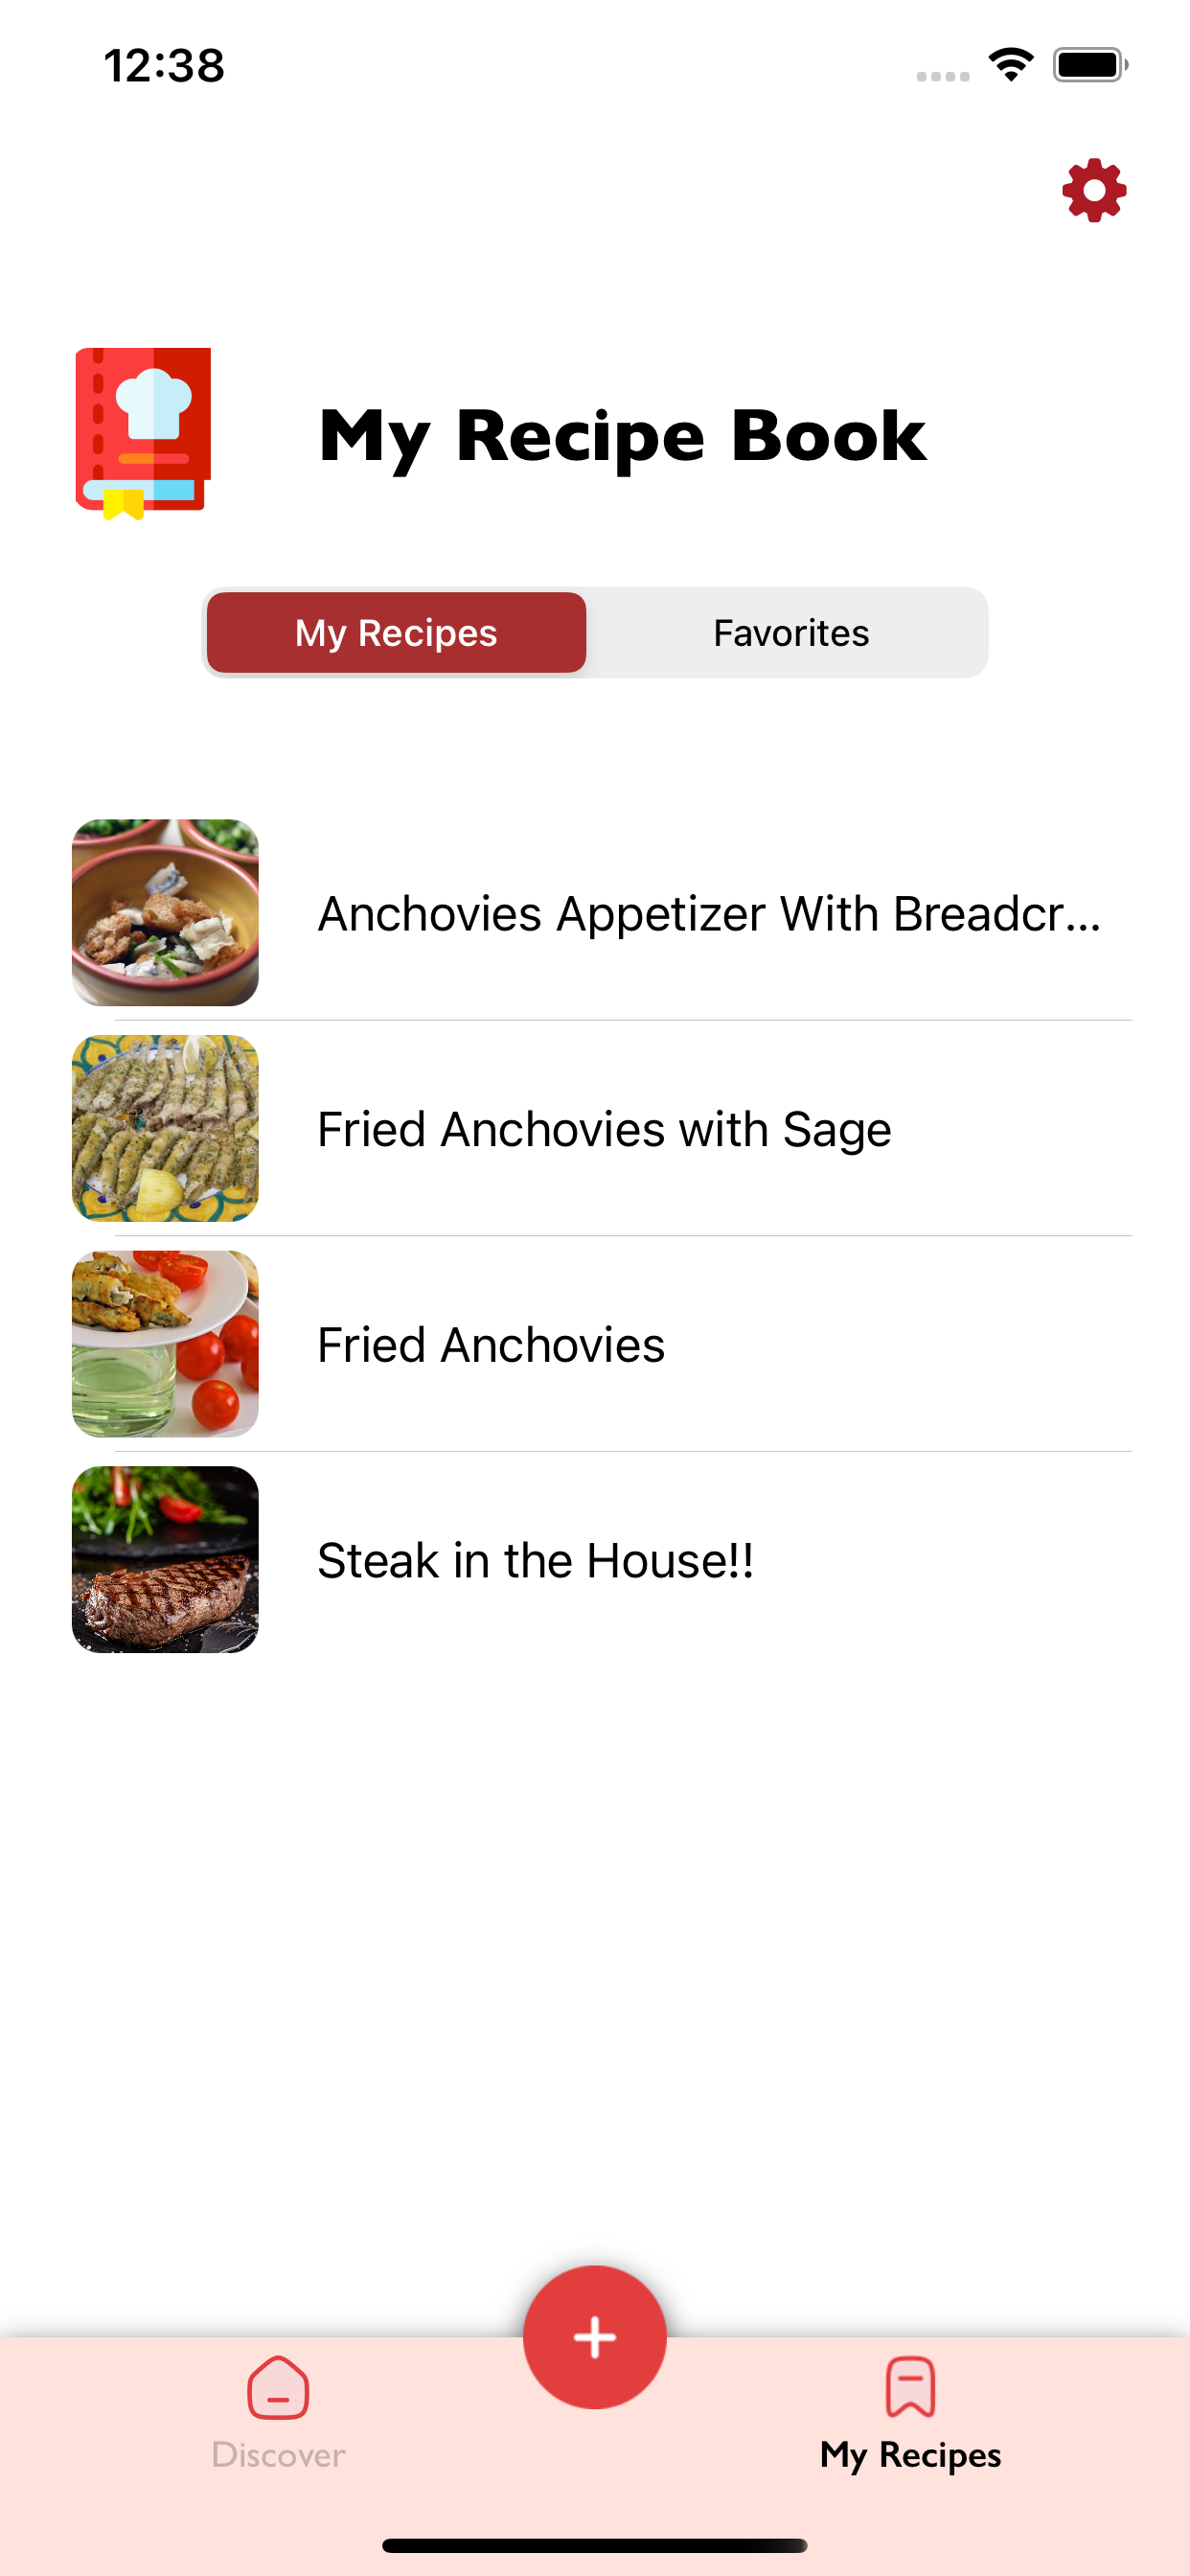 12:38
My Recipe Book
My Recipes
Favorites
Anchovies Appetizer With Breadcr...
Fried Anchovies with Sage
Fried Anchovies
Steak in the House!!
Discover
My Recipes